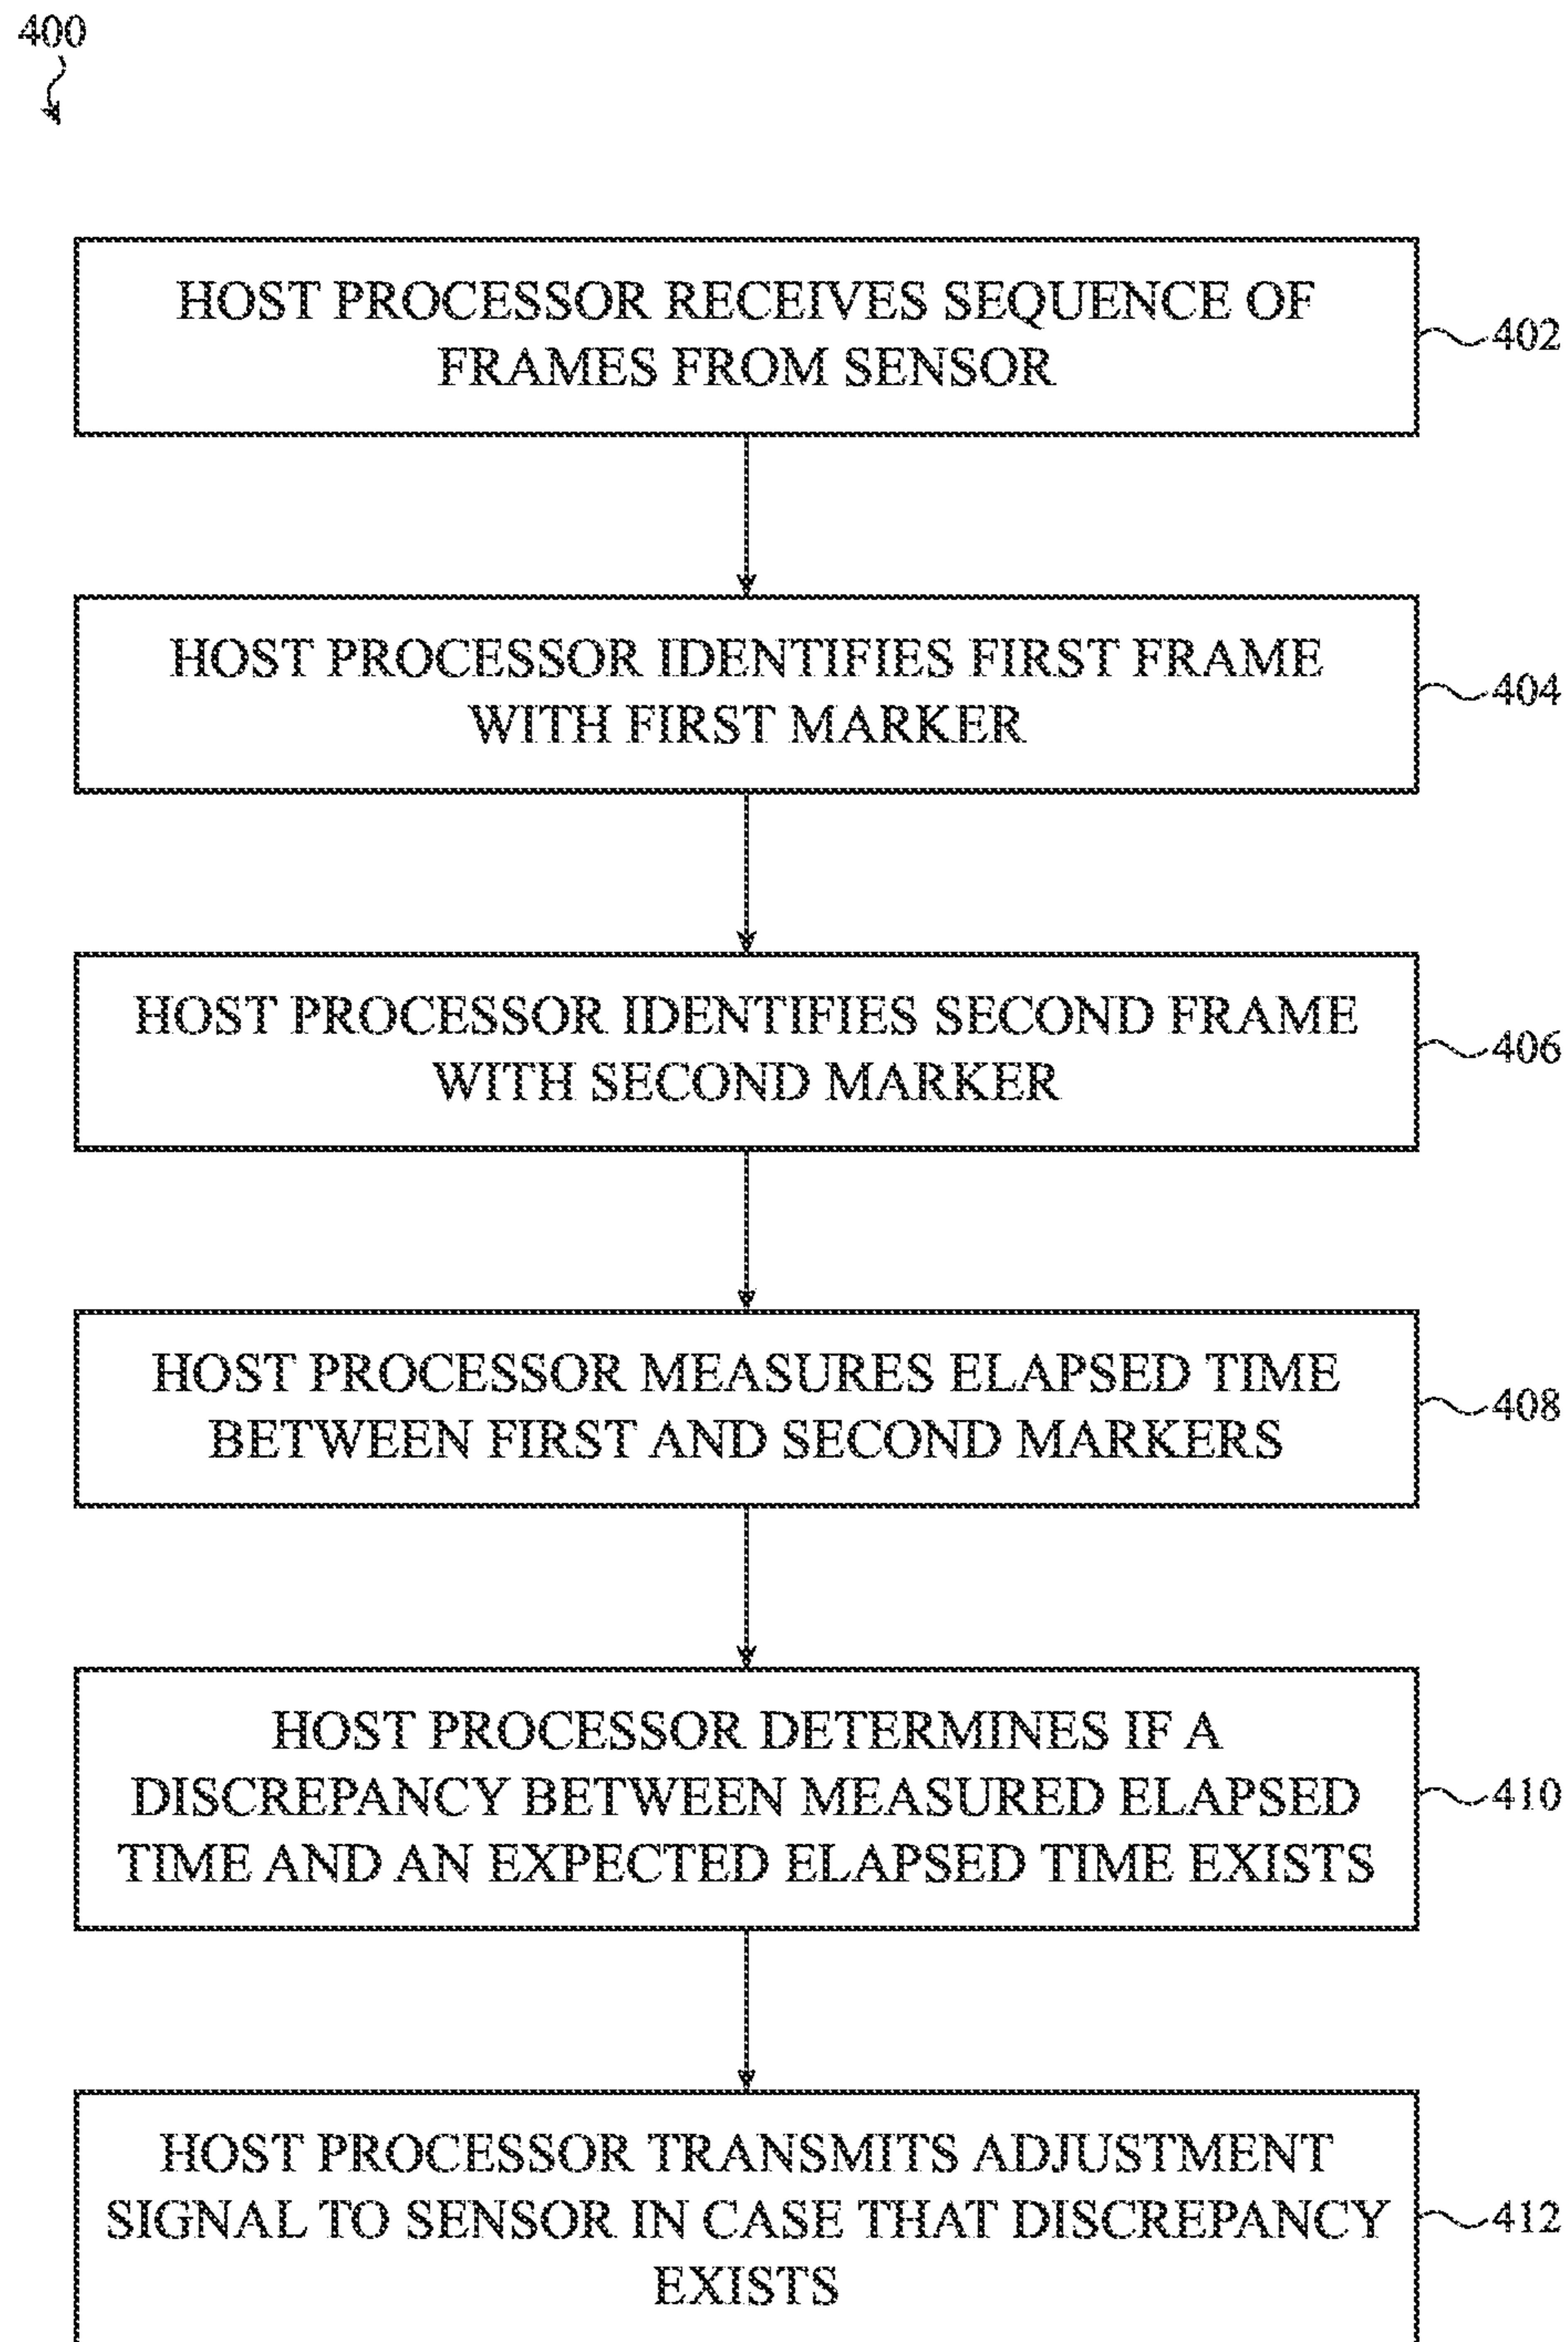 400
HOST PROCESSOR RECEIVES SEQUENCE OF
FRAMES FROM SENSOR
402
HOST PROCESSOR IDENTIFIES FIRST FRAME
WITH FIRST MARKER
404
HOST PROCESSOR IDENTIFIES SECOND FRAME
WITH SECOND MARKER
406
HOST PROCESSOR MEASURES ELAPSED TIME
BETWEEN FIRST AND SECOND MARKERS
408
HOST PROCESSOR DETERMINES IF A
DISCREPANCY BETWEEN MEASURED ELAPSED
TIME AND AN EXPECTED ELAPSED TIME EXISTS
410
HOST PROCESSOR TRANSMITS ADJUSTMENT
SIGNAL TO SENSOR IN CASE THAT DISCREPANCY
EXISTS
412